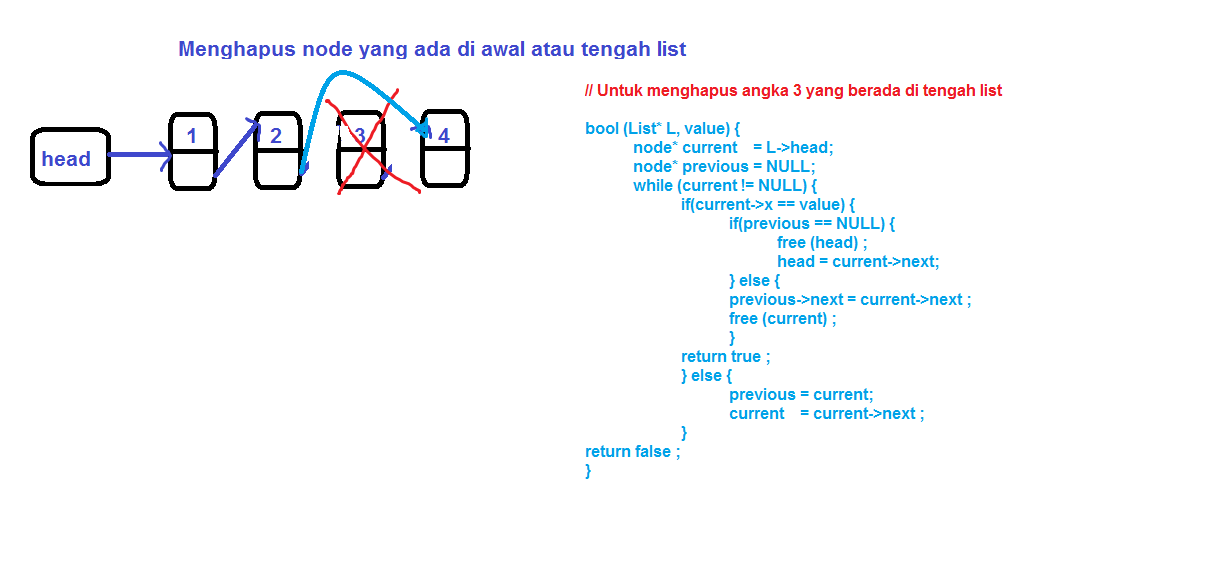 Menghapus node yang ada di awal atau tengah list
head
1
2
3
4
// Untuk menghapus angka 3 yang berada di tengah list
bool (List* L, value) {
node* current = L->head;
node* previous = NULL;
while (current != NULL) {
if(current->x == value) {
if(previous == NULL) {
free (head) ;
head = current->next;
} else {
previous->next = current->next ;
free (current) ;
}
return true ;
} else {
previous = current;
current = current->next ;
}
return false ;
}